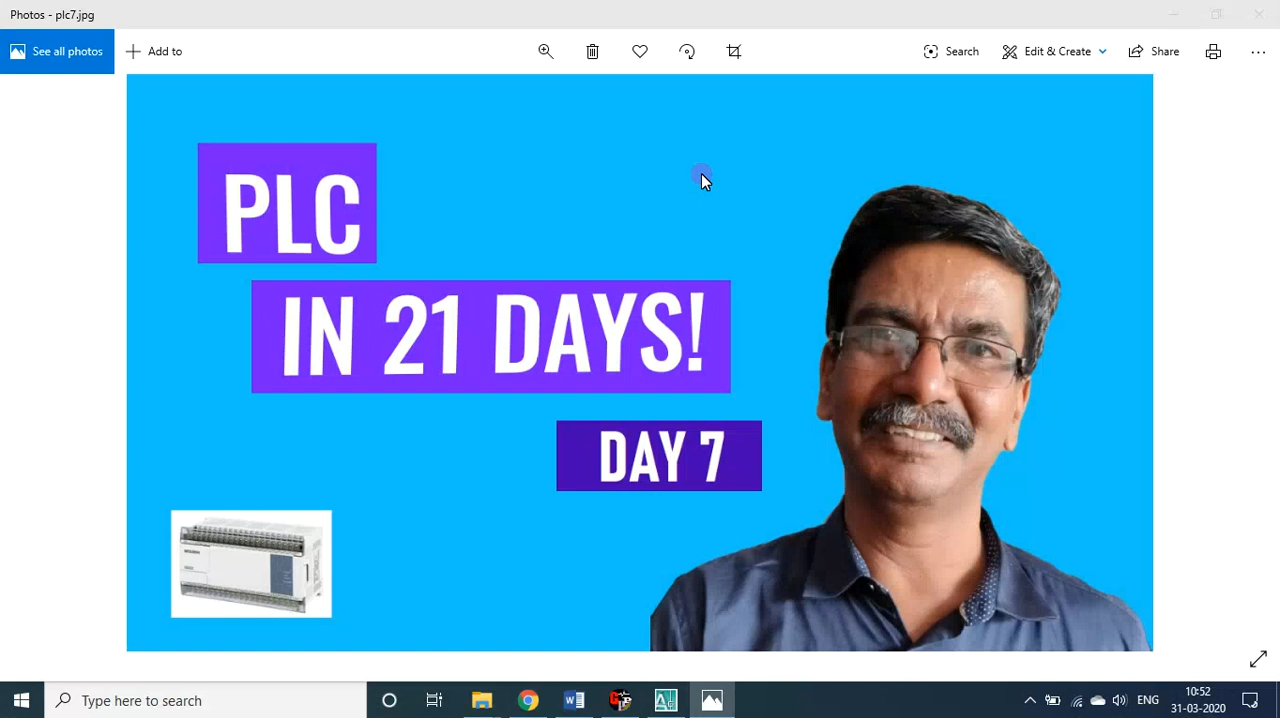 Photos - plc7.jpg
See all photos
Add to
Search
Edit & Create
Share
PLC
IN 21 DAYS!
DAY 7
Type here to search
ENG
10:52
31-03-2020